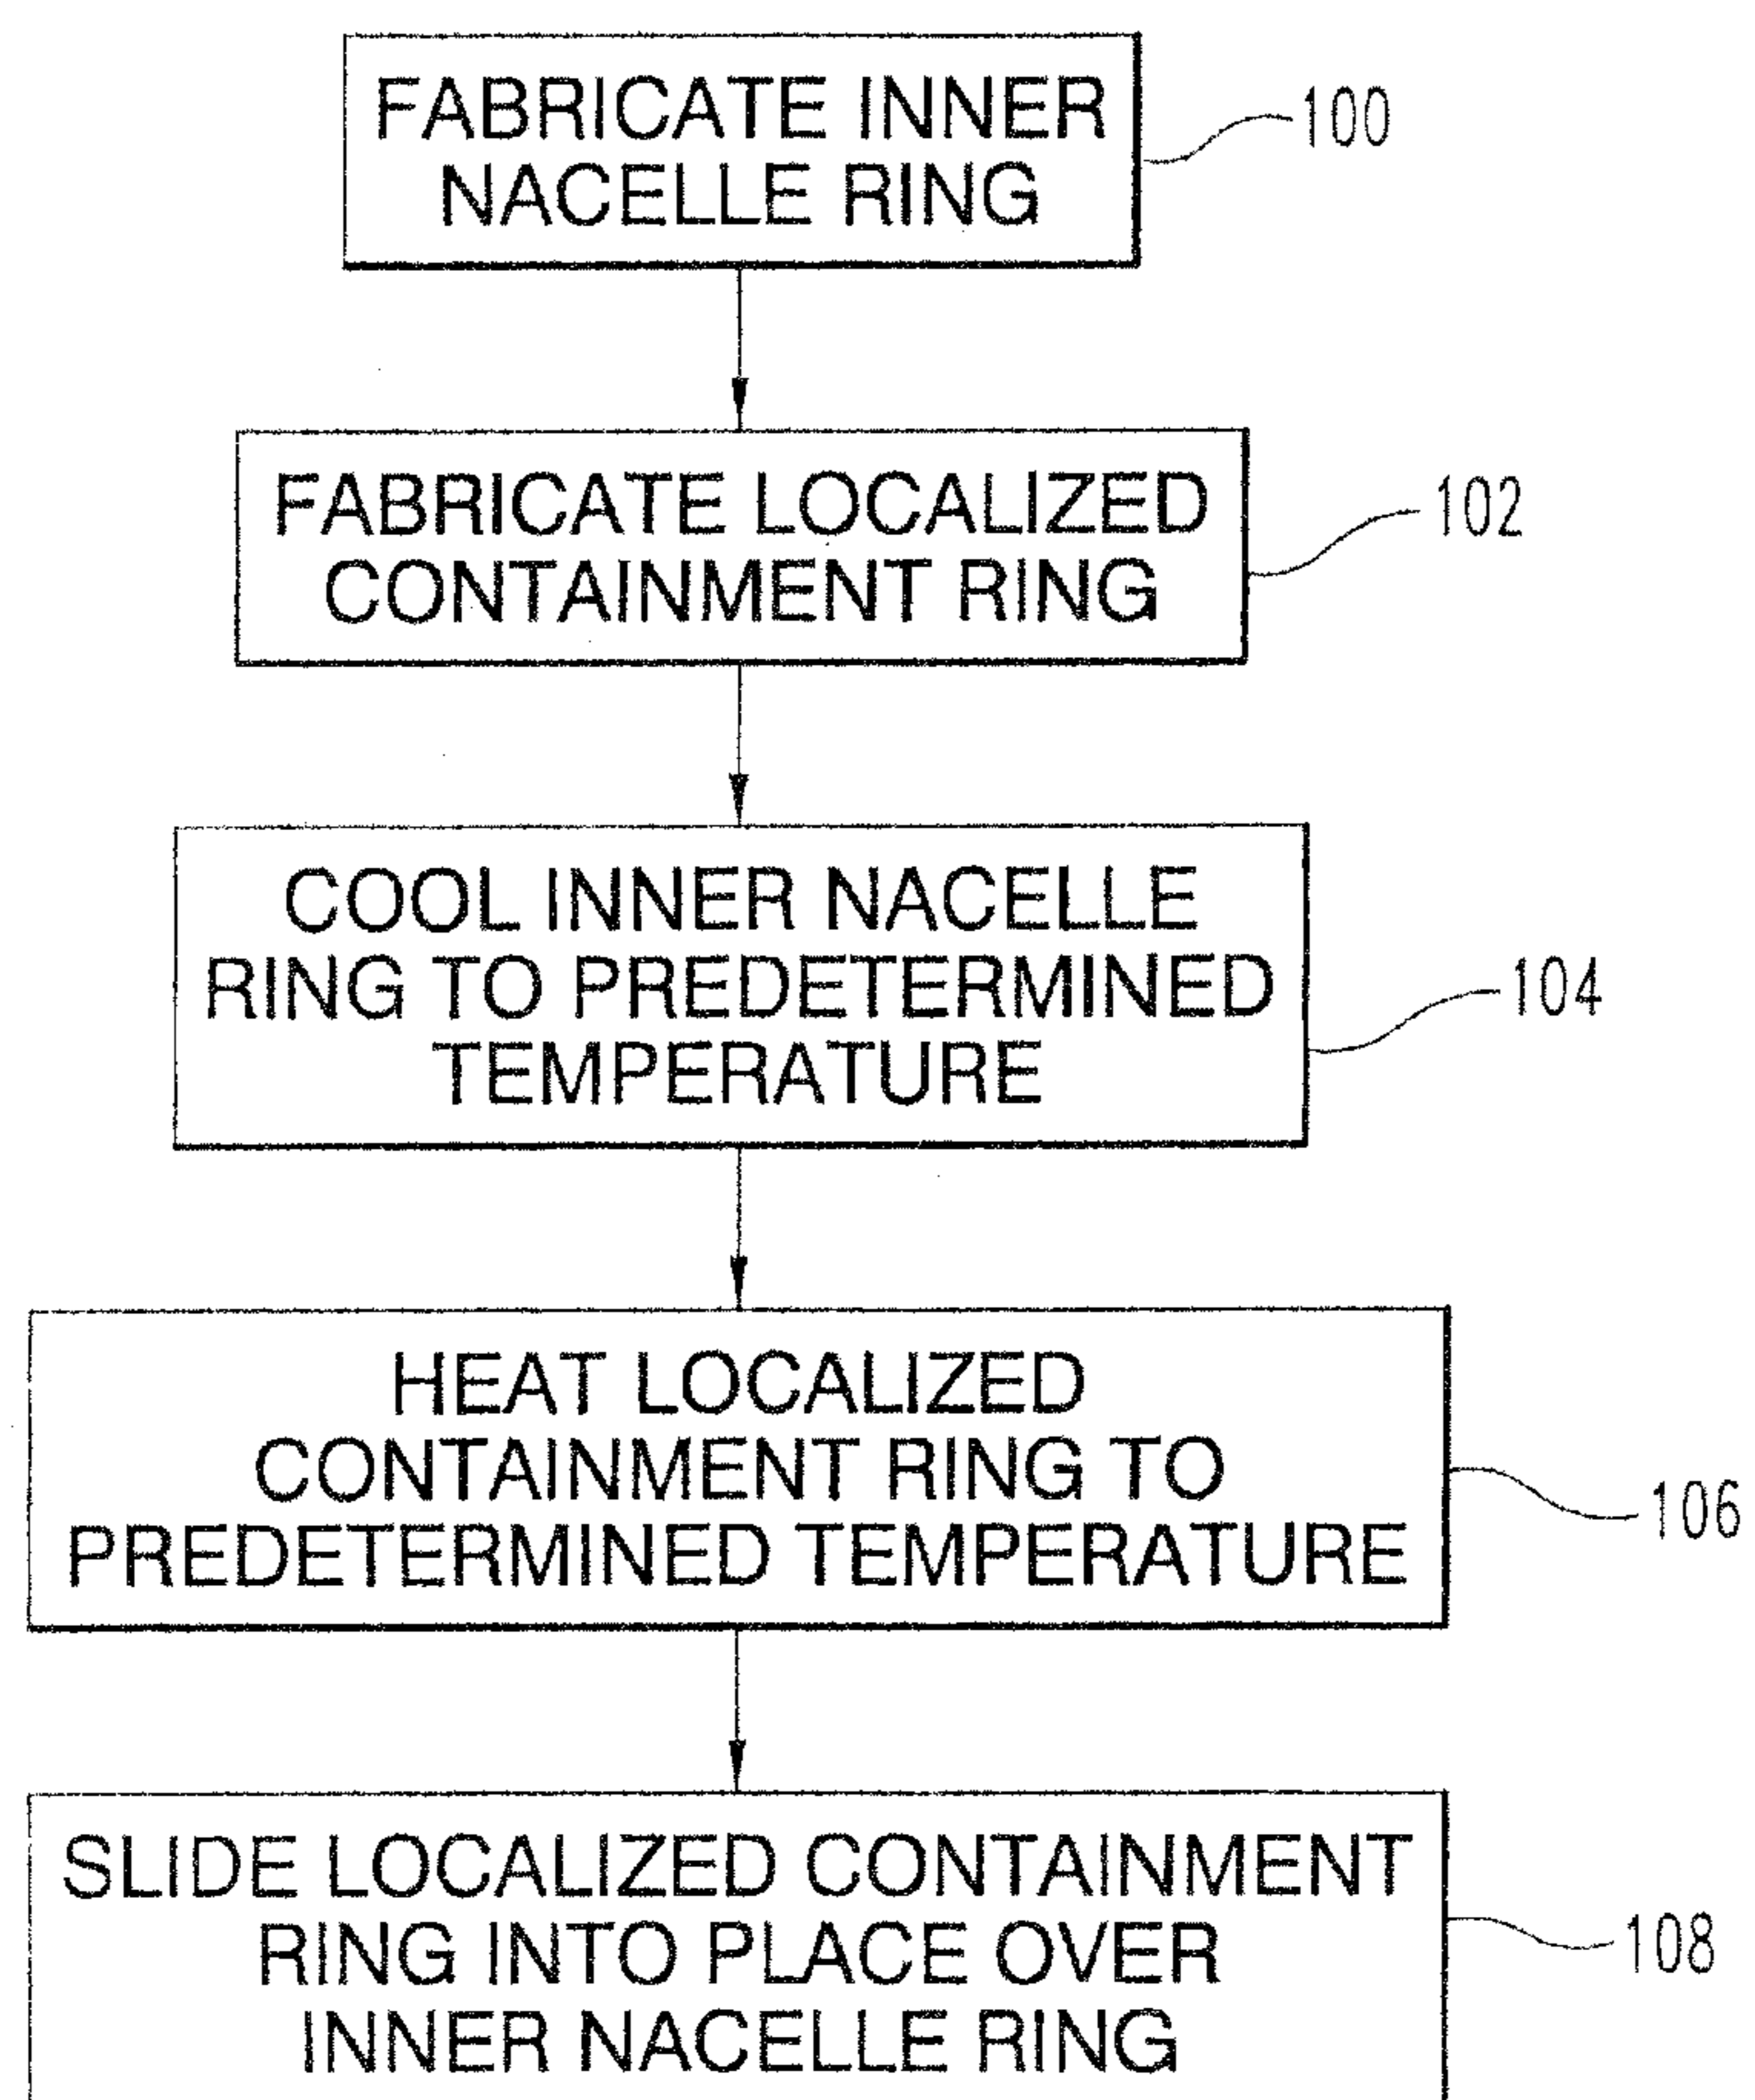 FABRICATE INNER
NACELLE RING
100
FABRICATE LOCALIZED
CONTAINMENT RING
102
COOL INNER NACELLE
RING TO PREDETERMINED
TEMPERATURE
104
HEAT LOCALIZED
CONTAINMENT RING TO
PREDETERMINED TEMPERATURE
106
SLIDE LOCALIZED CONTAINMENT
RING INTO PLACE OVER
INNER NACELLE RING
108